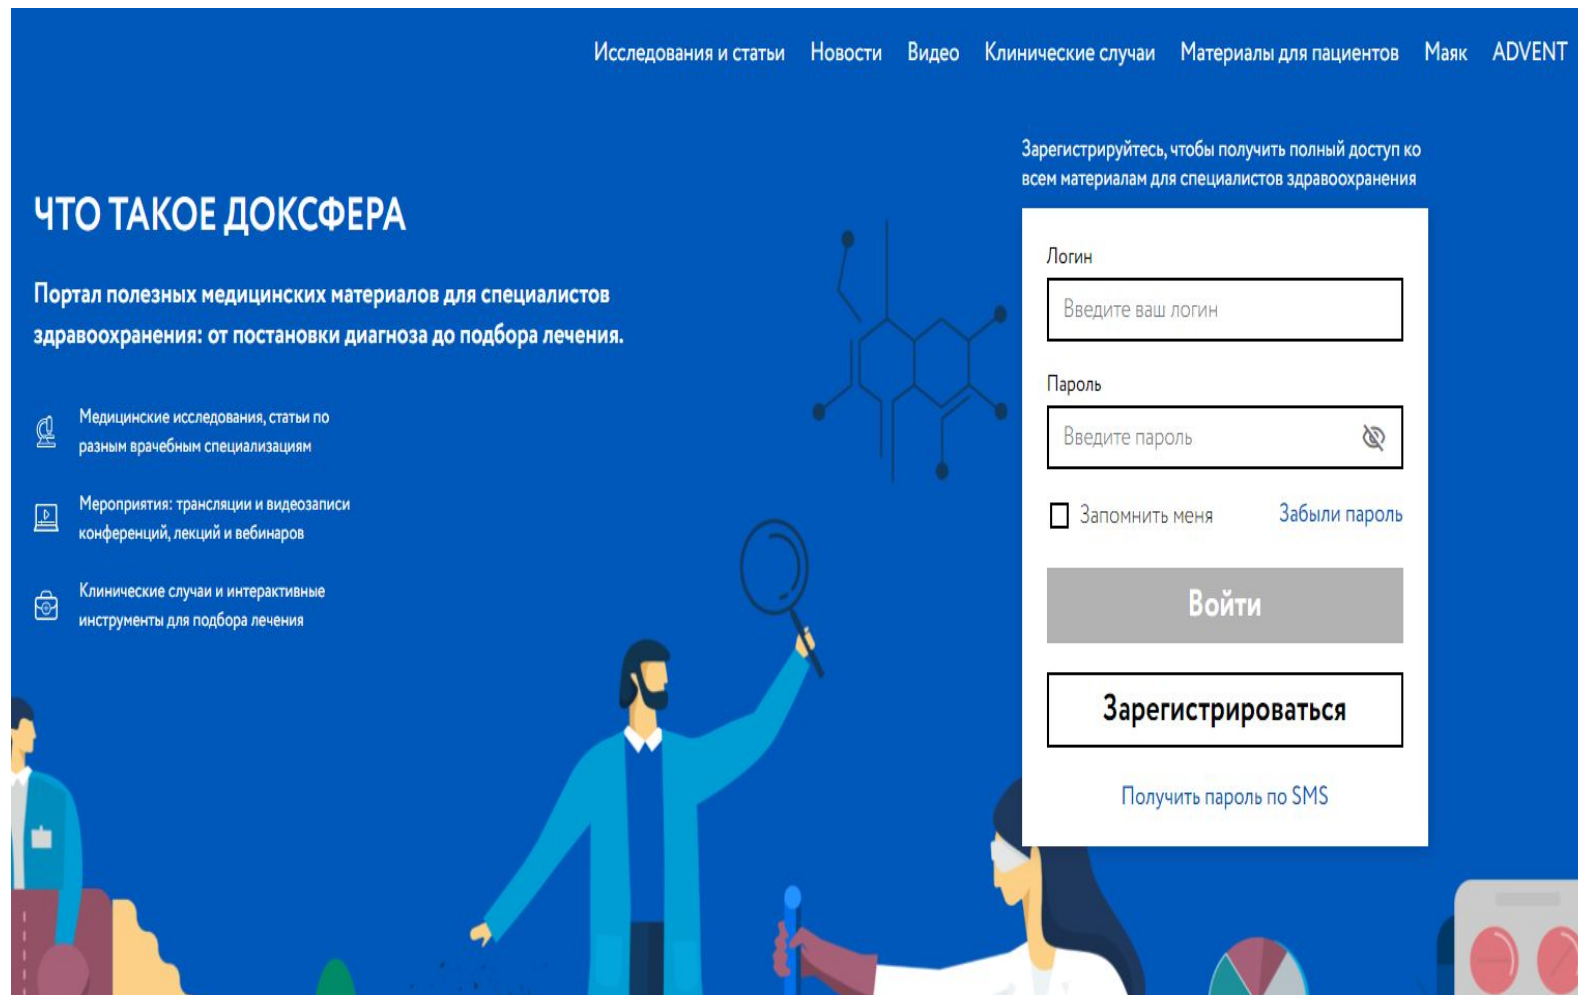 Исследования и статьи Новости Видео Клинические случаи Материалы для пациентов Маяк ADVENT
ЧТО ТАКОЕ ДОКСФЕРА
Портал полезных медицинских материалов для специалистов
здравоохранения: от постановки диагноза до подбора лечения.
Медицинские исследования, статьи по
разным врачебным специализациям
Мероприятия: трансляции и видеозаписи
конференций, лекций и вебинаров
Клинические случаи и интерактивные
инструменты для подбора лечения
Зарегистрируйтесь, чтобы получить полный доступ ко
всем материалам для специалистов здравоохранения
Логин
Введите ваш логин
Пароль
Введите пароль
Запомнить меня Забыли пароль
Войти
Зарегистрироваться
Получить пароль по SMS